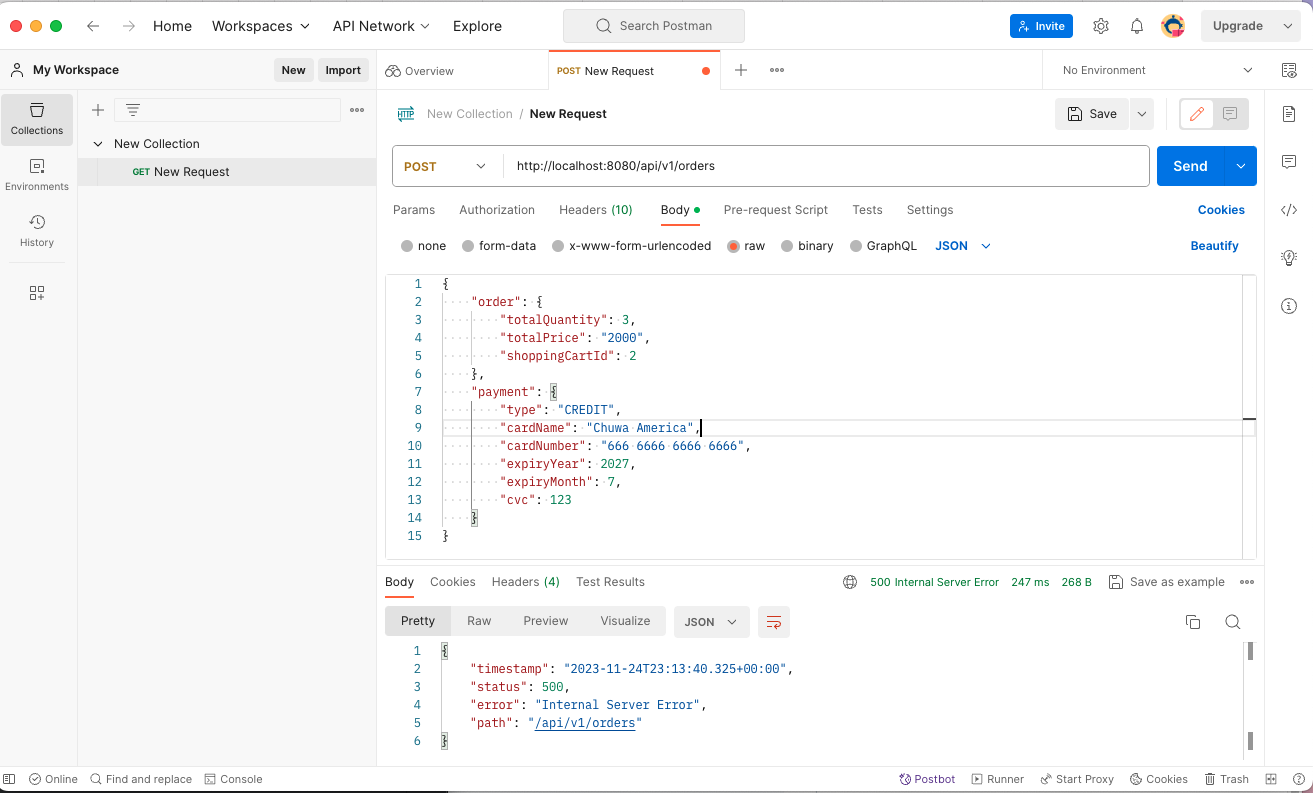 Home Workspaces API Network Explore Search Postman Invite Upgrade
My Workspace New Import Overview POST New Request No Environment
Collections
Environments
History
New Collection
GET New Request
HTTP New Collection / New Request Save
POST http://localhost:8080/api/v1/orders Send
Params Authorization Headers (10) Body Pre-request Script Tests Settings Cookies
none form-data x-www-form-urlencoded raw binary GraphQL JSON Beautify
1 {
2 "order": {
3 "totalQuantity": 3,
4 "totalPrice": "2000",
5 "shoppingCartId": 2
6 },
7 "payment": {
8 "type": "CREDIT",
9 "cardName": "Chuwa America",
10 "cardNumber": "666 6666 6666 6666",
11 "expiryYear": 2027,
12 "expiryMonth": 7,
13 "cvc": 123
14 }
15 }
Body Cookies Headers (4) Test Results 500 Internal Server Error 247 ms 268 B Save as example
Pretty Raw Preview Visualize JSON
1 {
2 "timestamp": "2023-11-24T23:13:40.325+00:00",
3 "status": 500,
4 "error": "Internal Server Error",
5 "path": "/api/v1/orders"
6 }
Online Find and replace Console Postbot Runner Start Proxy Cookies Trash